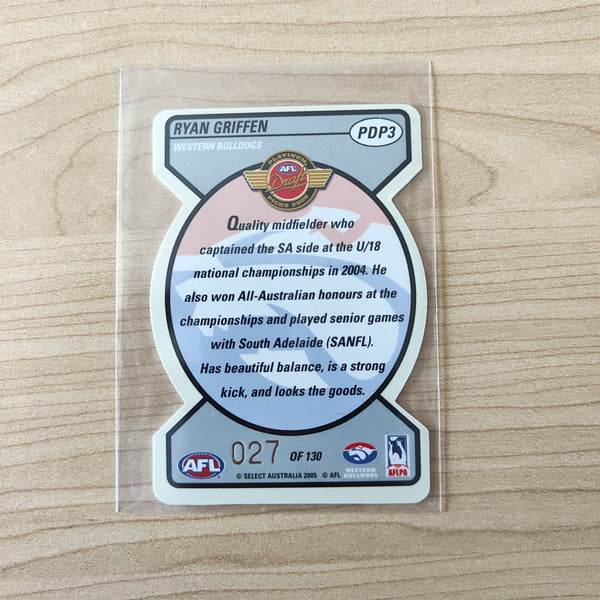 RYAN GRIFFEN
PDP3
WESTERN BULLDOGS
PLATINUM
AFL
Draft
PICKS 2005
Quality midfielder who
captained the SA side at the U/18
national championships in 2004. He
also won All-Australian honours at the
championships and played senior games
with South Adelaide (SANFL).
Has beautiful balance, is a strong
kick, and looks the goods.
027 OF 130
AFL
WESTERN
BULLDOGS
AFLPA
© SELECT AUSTRALIA 2005 © AFL